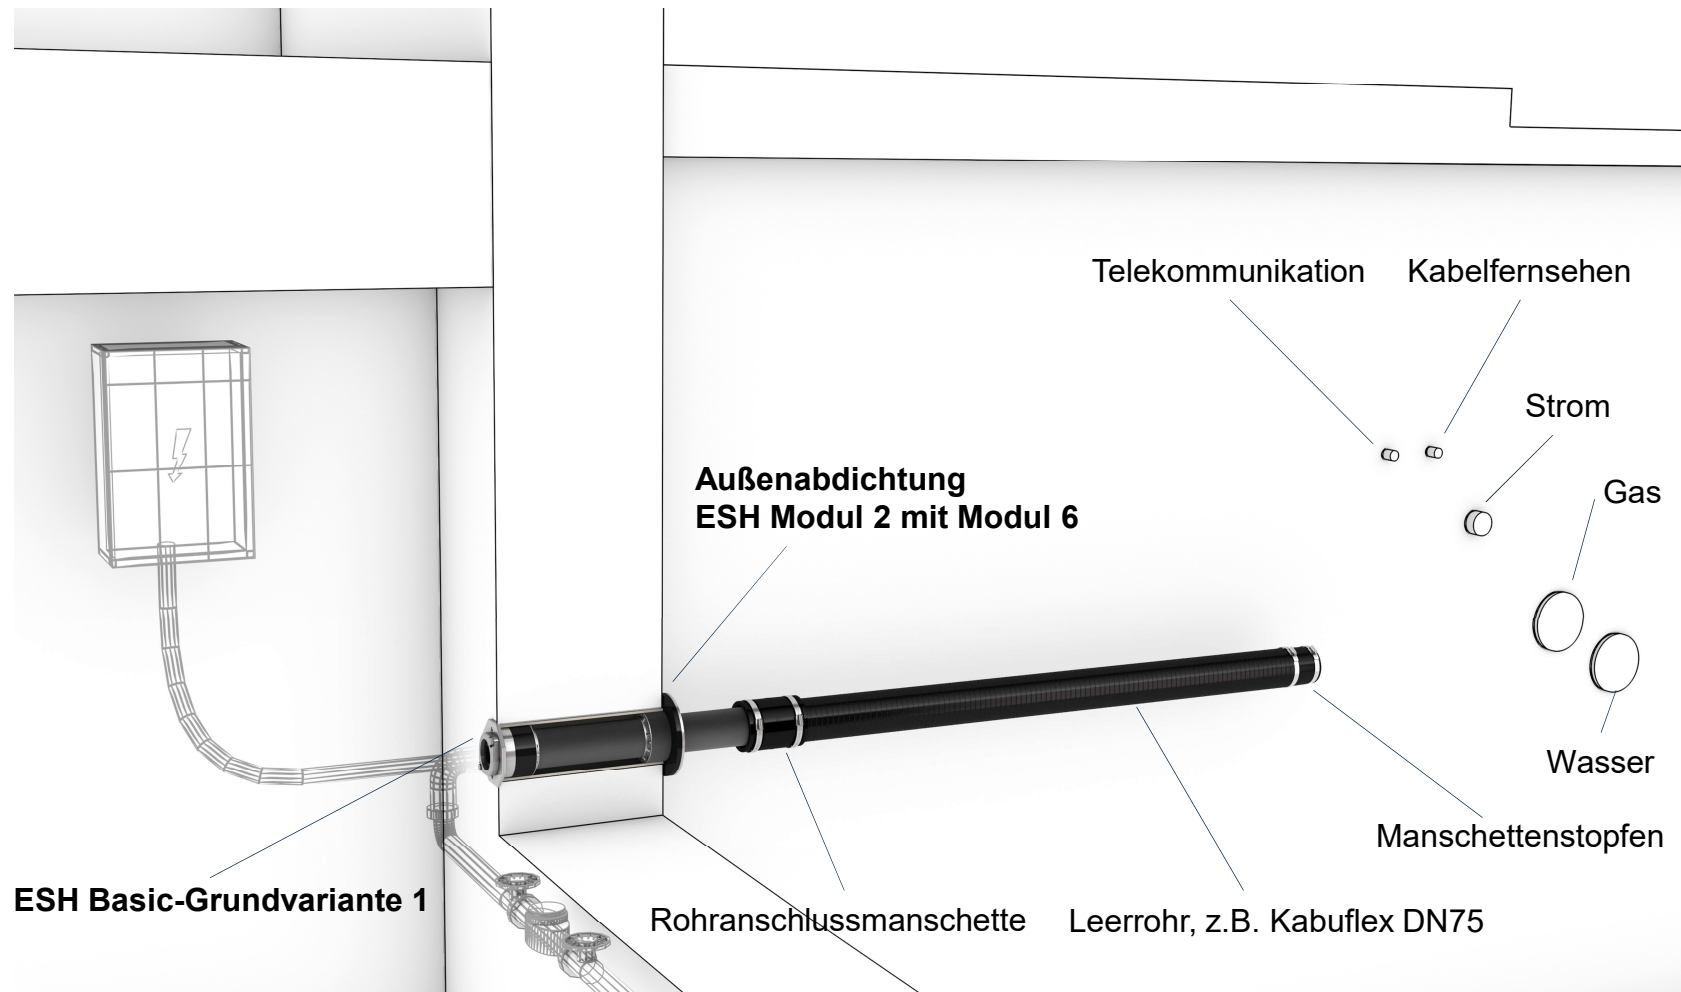 Telekommunikation
Kabelfernsehen
Strom
Außenabdichtung
ESH Modul 2 mit Modul 6
Gas
Wasser
Manschettenstopfen
ESH Basic-Grundvariante 1
Rohranschlussmanschette
Leerrohr, z.B. Kabuflex DN75